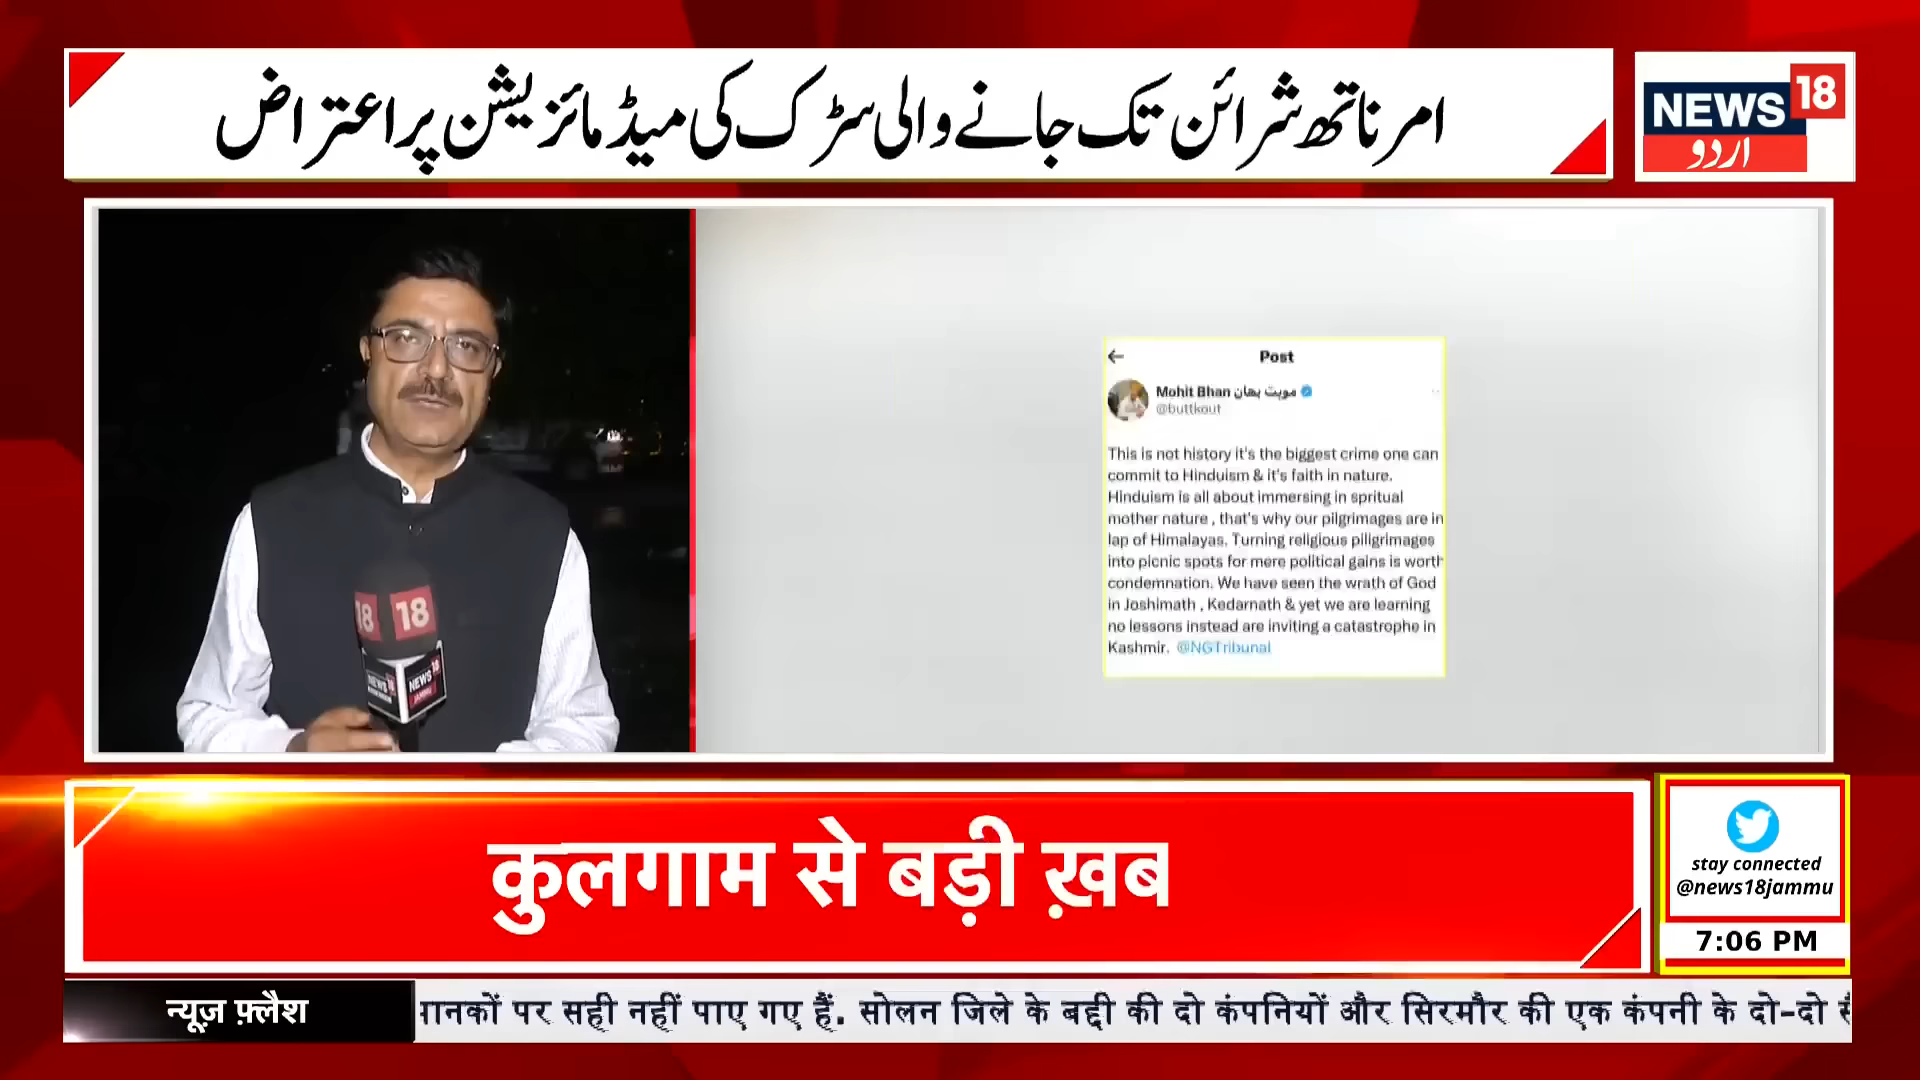 امرناتھ شرائن تک جانے والی سڑک کی میڈمائزیشن پر اعتراض
NEWS 18
اردو
Post
Mohit Bhan موہت بھان
@buttkout
This is not history it's the biggest crime one can
commit to Hinduism & it's faith in nature.
Hinduism is all about immersing in spritual
mother nature , that's why our pilgrimages are in
lap of Himalayas. Turning religious piligrimages
into picnic spots for mere political gains is worth
condemnation. We have seen the wrath of God
in Joshimath , Kedarnath & yet we are learning
no lessons instead are inviting a catastrophe in
Kashmir. @NGTribunal
18 18
NEWS 18
NEWS 18
JAMMU
कुलगाम से बड़ी ख़ब
stay connected
@news18jammu
7:06 PM
न्यूज़ फ़्लैश
मानकों पर सही नहीं पाए गए हैं. सोलन जिले के बद्दी की दो कंपनियों और सिरमौर की एक कंपनी के दो-दो